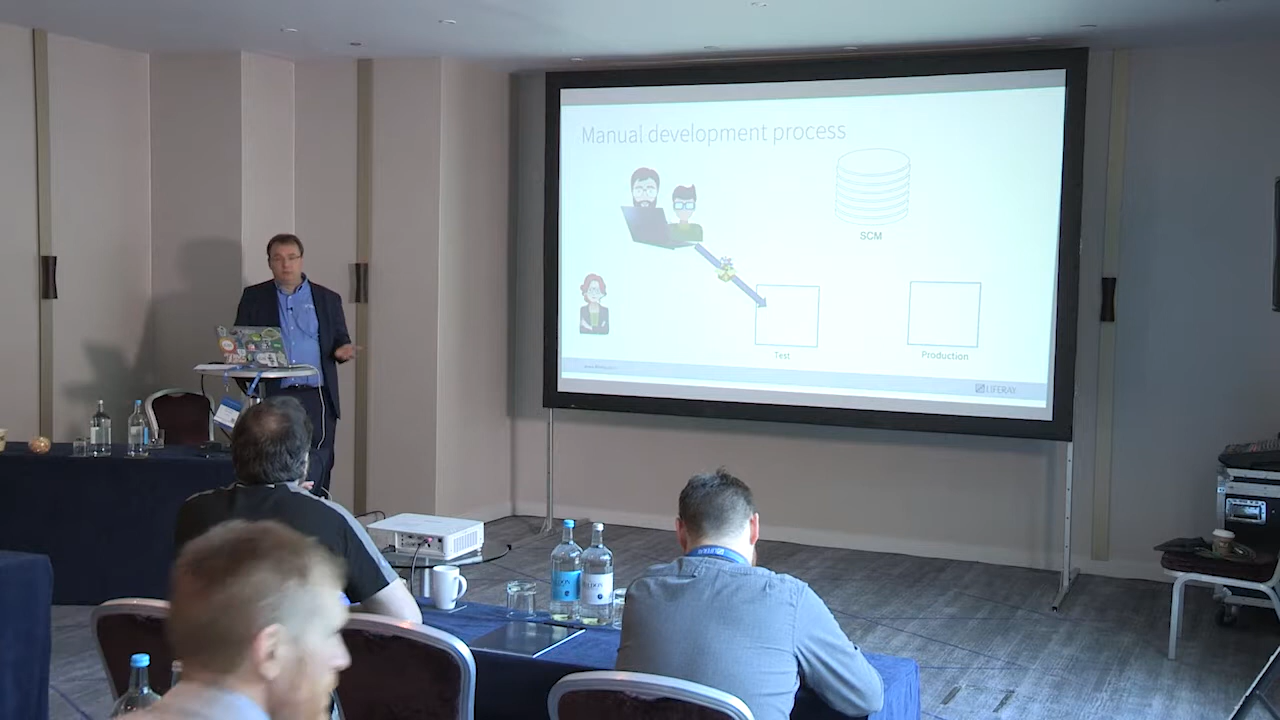 Manual development process
SCM
Test
Production
LIFERAY